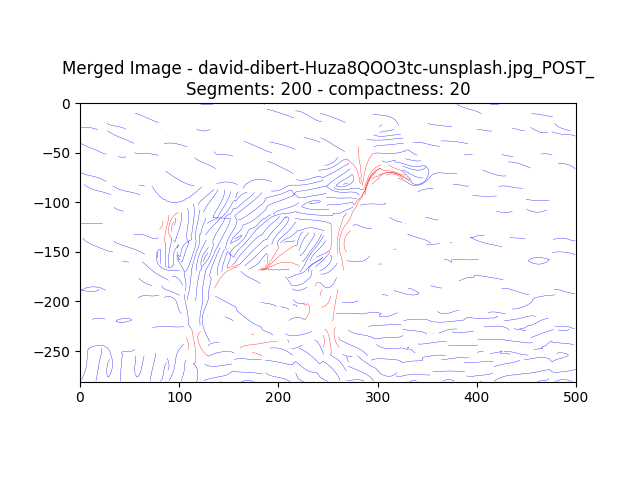 Merged Image - david-dibert-Huza8QOO3tc-unsplash.jpg_POST_
Segments: 200 - compactness: 20
0
−50
−100
−150
−200
−250
0 100 200 300 400 500